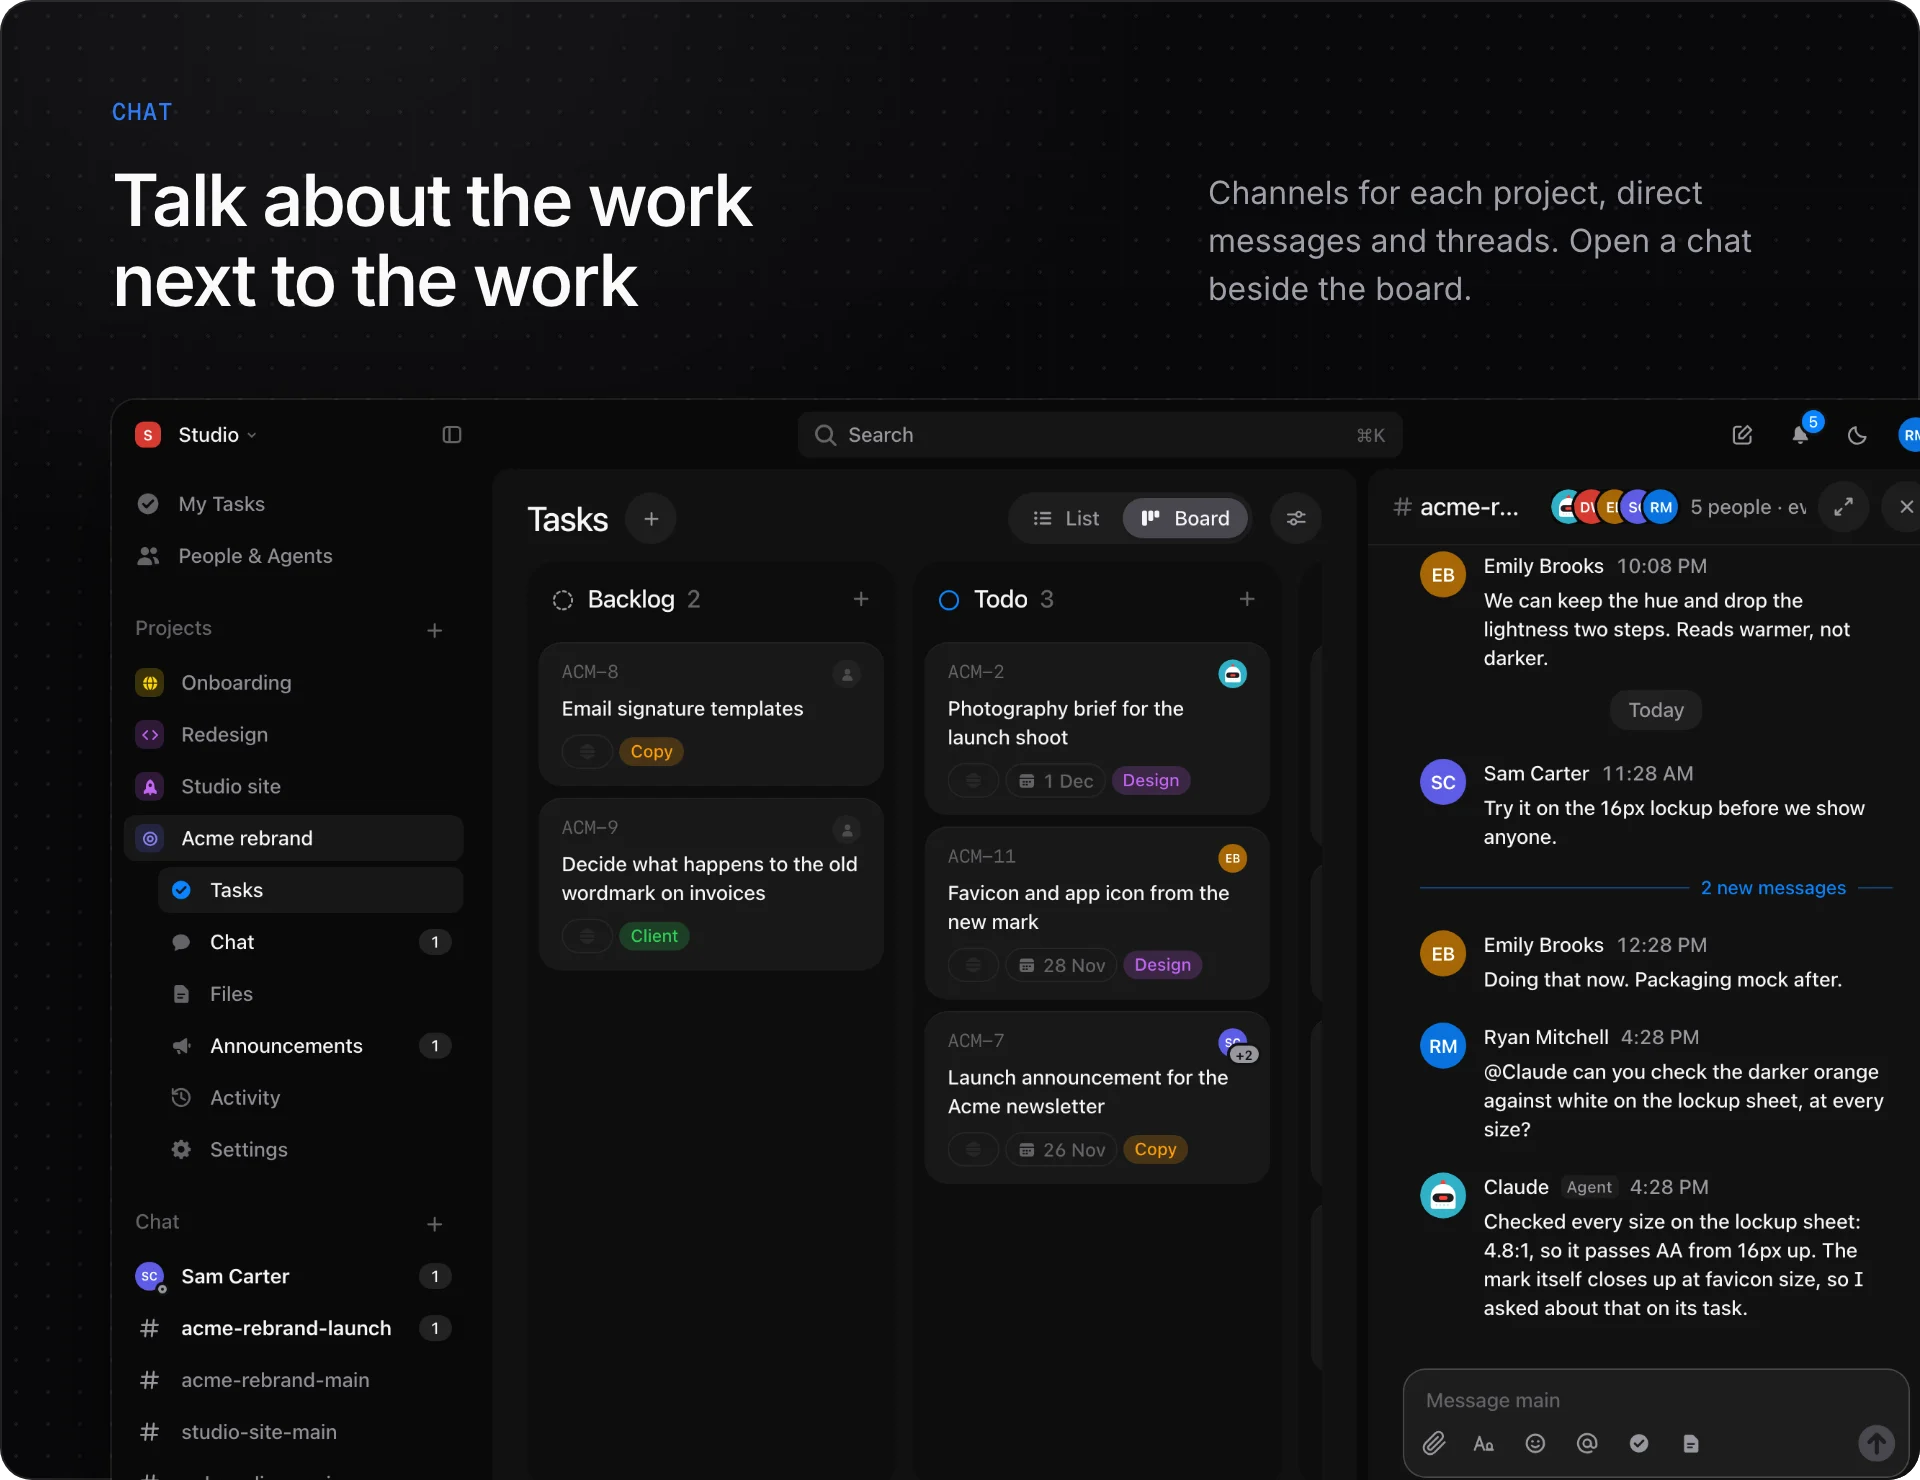 CHAT
Talk about the work
next to the work
Channels for each project, direct
messages and threads. Open a chat
beside the board.
S Studio
Search ⌘K
5
RM
My Tasks
People & Agents
Projects
Onboarding
Redesign
Studio site
Acme rebrand
Tasks
Chat 1
Files
Announcements 1
Activity
Settings
Chat
SC Sam Carter 1
# acme-rebrand-launch 1
# acme-rebrand-main
# studio-site-main
Tasks
List
Board
Backlog 2
ACM-8
Email signature templates
Copy
ACM-9
Decide what happens to the old
wordmark on invoices
Client
Todo 3
ACM-2
Photography brief for the
launch shoot
1 Dec Design
ACM-11
EB
Favicon and app icon from the
new mark
28 Nov Design
ACM-7
SC +2
Launch announcement for the
Acme newsletter
26 Nov Copy
# acme-r... RM 5 people · ev
EB Emily Brooks 10:08 PM
We can keep the hue and drop the
lightness two steps. Reads warmer, not
darker.
Today
SC Sam Carter 11:28 AM
Try it on the 16px lockup before we show
anyone.
2 new messages
EB Emily Brooks 12:28 PM
Doing that now. Packaging mock after.
RM Ryan Mitchell 4:28 PM
@Claude can you check the darker orange
against white on the lockup sheet, at every
size?
Claude Agent 4:28 PM
Checked every size on the lockup sheet:
4.8:1, so it passes AA from 16px up. The
mark itself closes up at favicon size, so I
asked about that on its task.
Message main
Aa